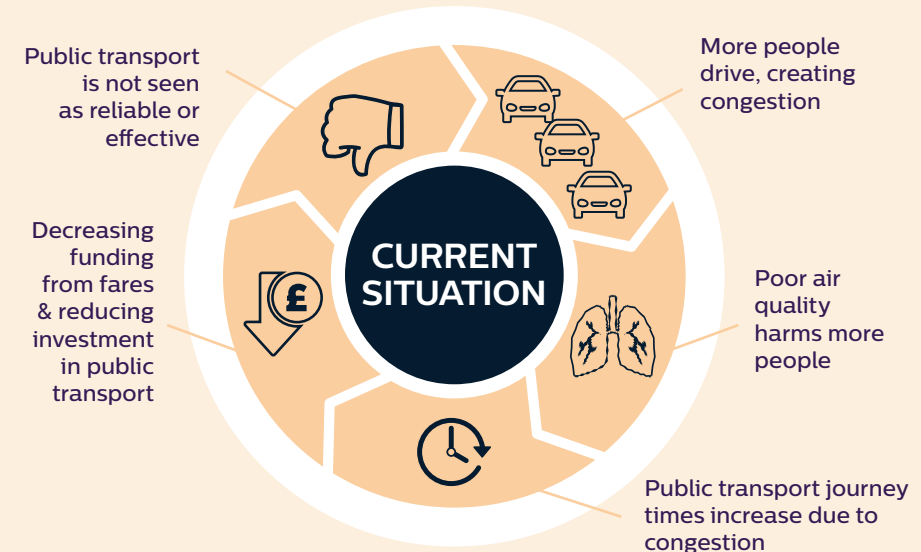 Public transport
is not seen
as reliable or
effective
More people
drive, creating
congestion
Decreasing
funding
from fares
& reducing
investment
in public
transport
£
CURRENT
SITUATION
Poor air
quality
harms more
people
Public transport journey
times increase due to
congestion